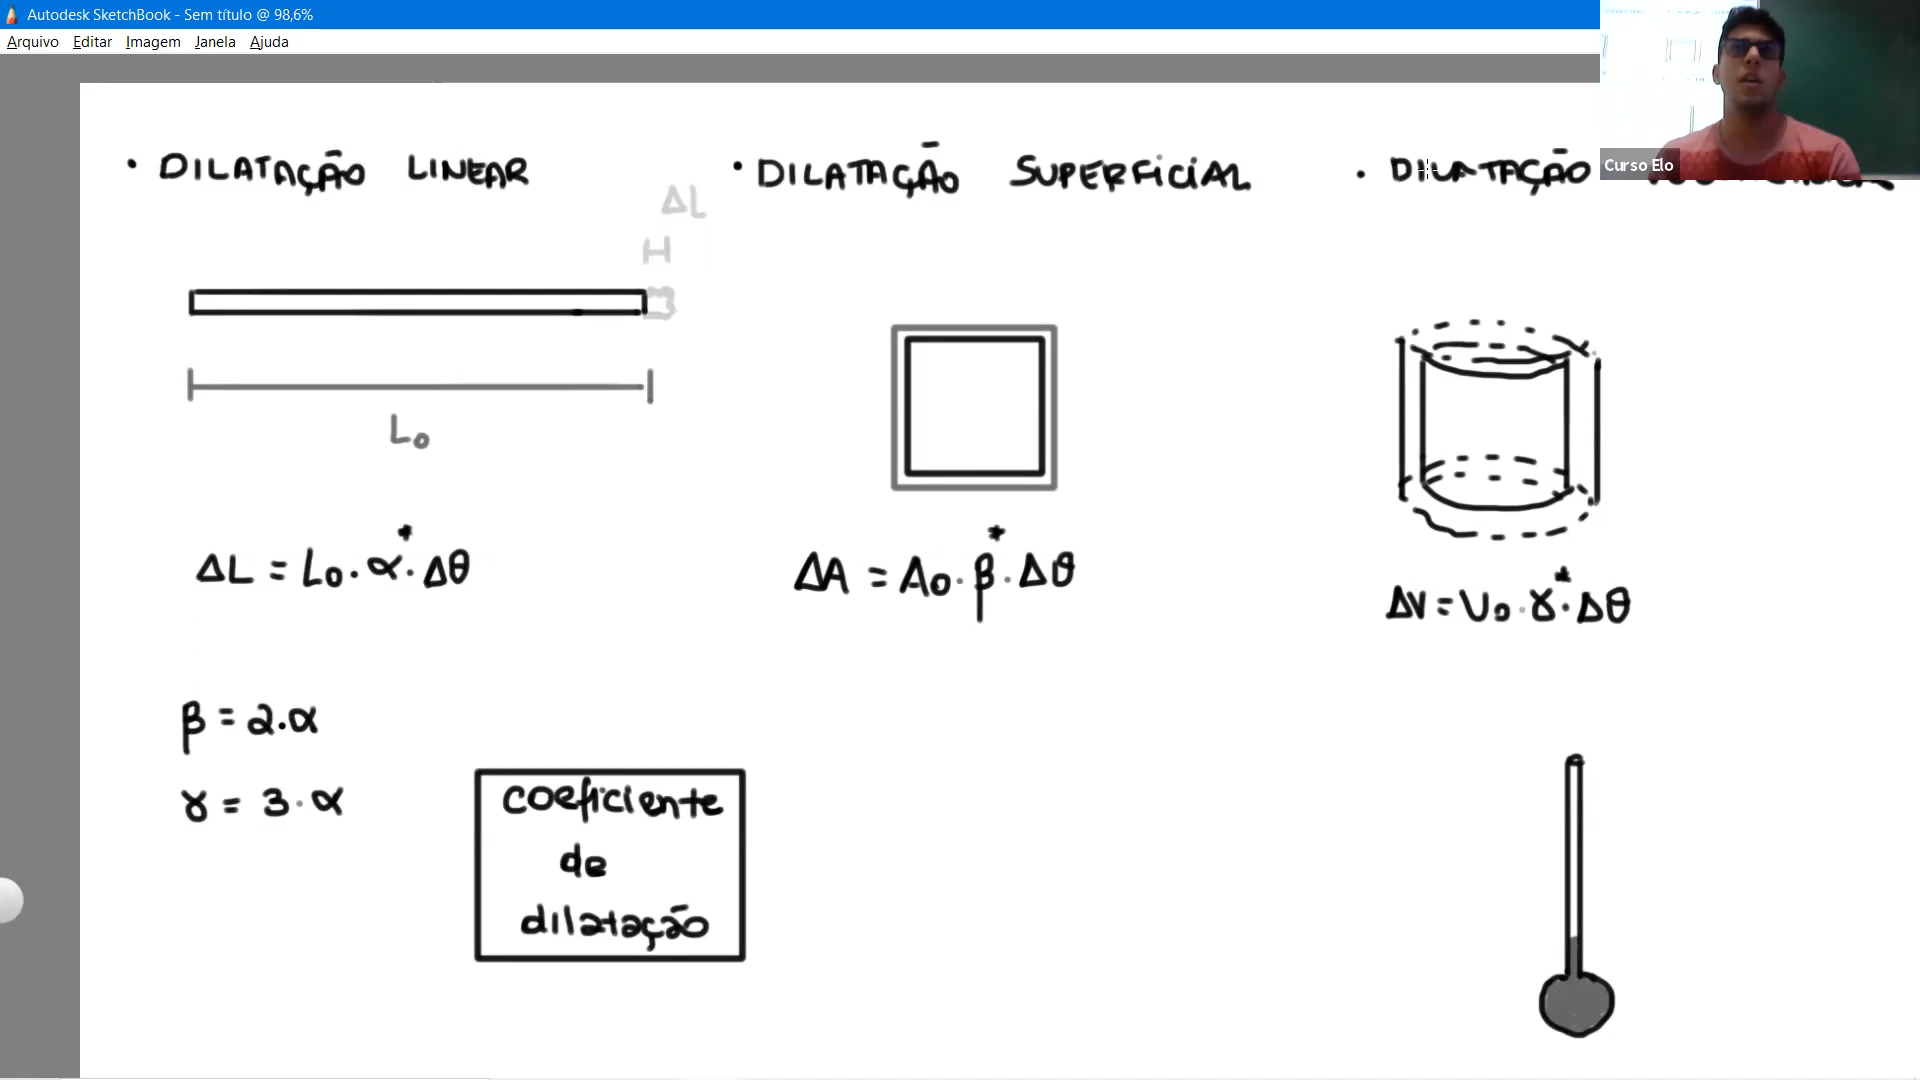 Autodesk SketchBook - Sem título @ 98,6%
Arquivo Editar Imagem Janela Ajuda
Curso Elo
• DILATAÇÃO LINEAR
• DILATAÇÃO SUPERFICIAL
• DILATAÇÃO
ΔL
H
L₀
ΔL = L₀ · α* · Δθ
ΔA = A₀ · β* · Δθ
ΔV = V₀ · γ* · Δθ
β = 2.α
γ = 3.α
coeficiente
de
dilatação